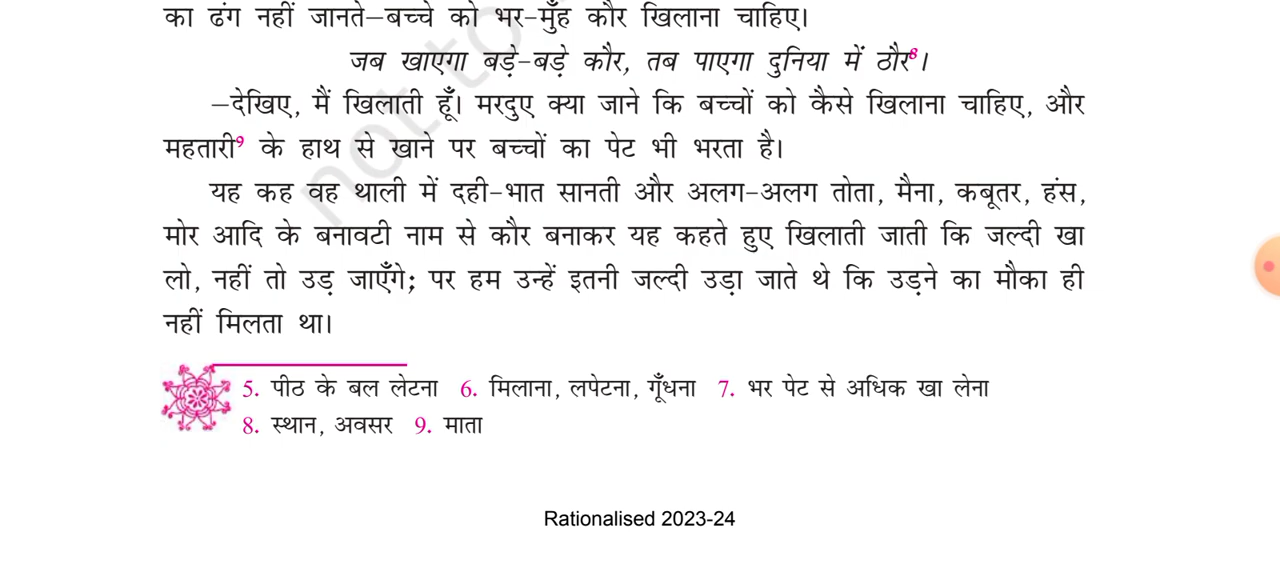 का ढंग नहीं जानते—बच्चे को भर-मुँह कौर खिलाना चाहिए।
जब खाएगा बड़े-बड़े कौर, तब पाएगा दुनिया में ठौर⁸।
—देखिए, मैं खिलाती हूँ। मरदुए क्या जाने कि बच्चों को कैसे खिलाना चाहिए, और
महतारी⁹ के हाथ से खाने पर बच्चों का पेट भी भरता है।
यह कह वह थाली में दही-भात सानती और अलग-अलग तोता, मैना, कबूतर, हंस,
मोर आदि के बनावटी नाम से कौर बनाकर यह कहते हुए खिलाती जाती कि जल्दी खा
लो, नहीं तो उड़ जाएँगे; पर हम उन्हें इतनी जल्दी उड़ा जाते थे कि उड़ने का मौका ही
नहीं मिलता था।
5. पीठ के बल लेटना 6. मिलाना, लपेटना, गूँधना 7. भर पेट से अधिक खा लेना
8. स्थान, अवसर 9. माता
Rationalised 2023-24
not to